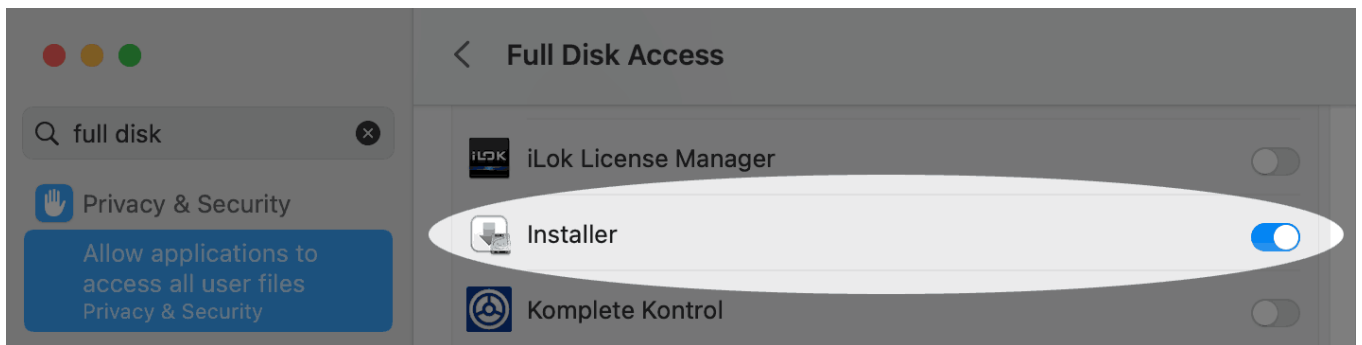 Full Disk Access
full disk
Privacy & Security
Allow applications to
access all user files
Privacy & Security
iLOK
iLok License Manager
Installer
Komplete Kontrol